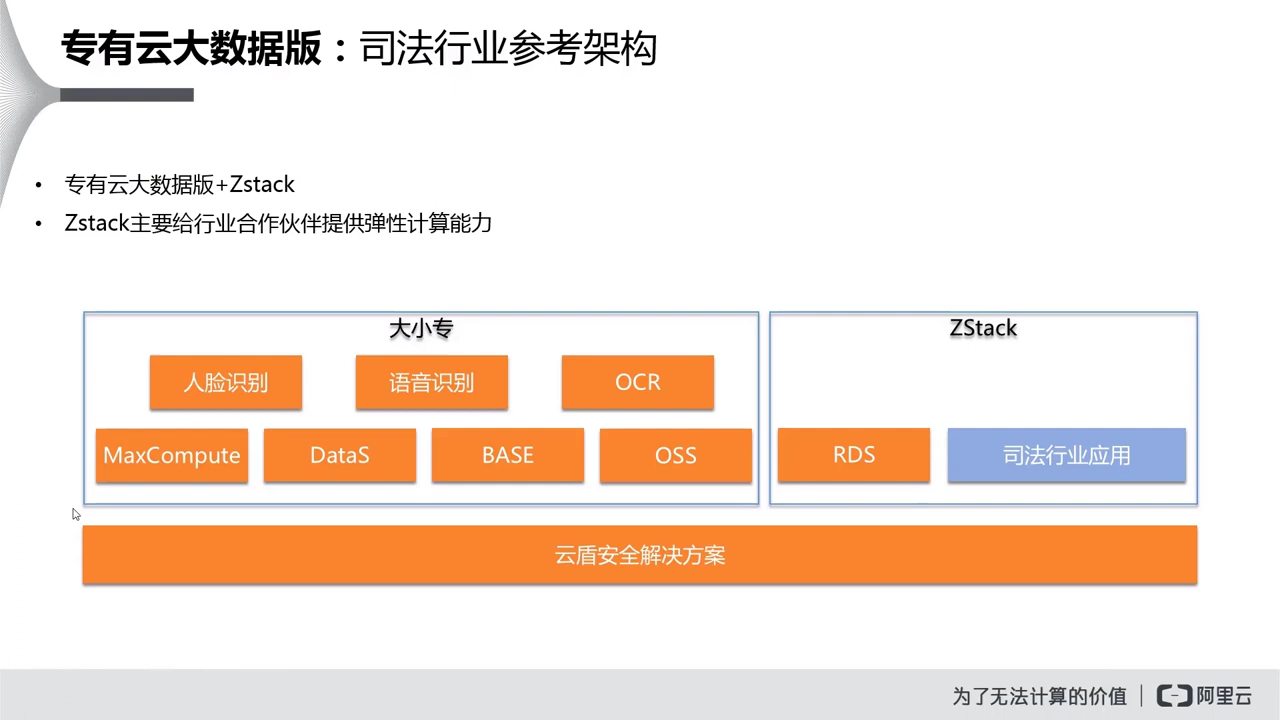 专有云大数据版：司法行业参考架构
• 专有云大数据版+Zstack
• Zstack主要给行业合作伙伴提供弹性计算能力
大小专
人脸识别
语音识别
OCR
MaxCompute
DataS
BASE
OSS
ZStack
RDS
司法行业应用
云盾安全解决方案
为了无法计算的价值
阿里云